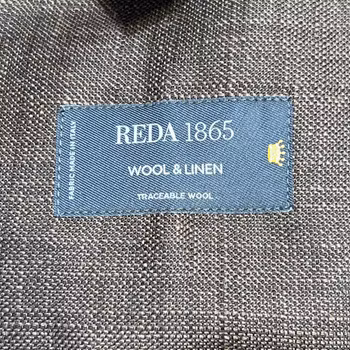 REDA 1865
WOOL & LINEN
TRACEABLE WOOL
FABRIC MADE IN ITALY